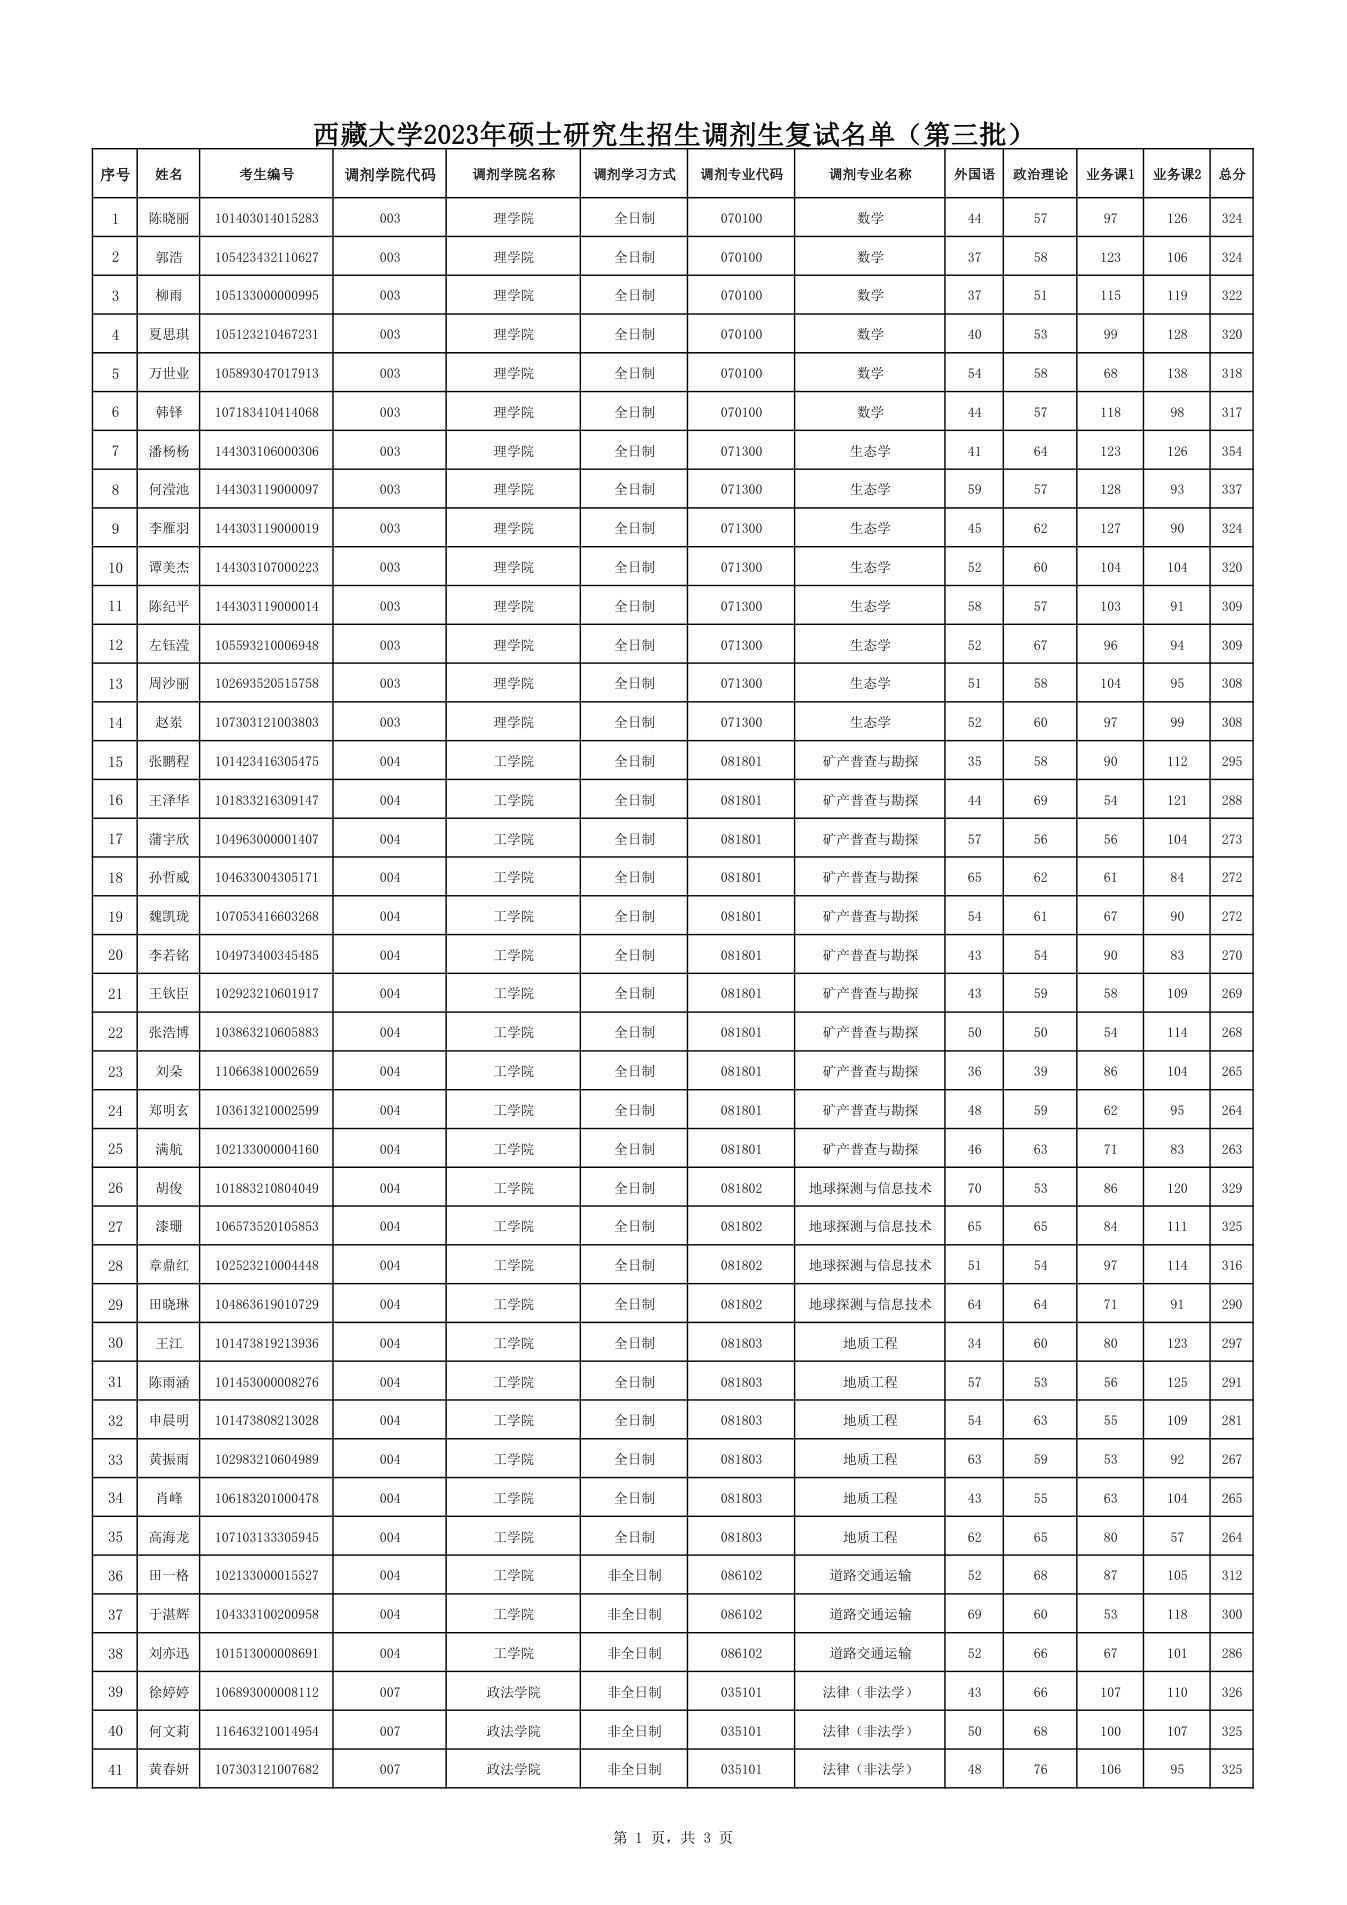 西藏大学2023年硕士研究生招生调剂生复试名单（第三批）
序号 姓名 考生编号 调剂学院代码 调剂学院名称 调剂学习方式 调剂专业代码 调剂专业名称 外国语 政治理论 业务课1 业务课2 总分
1 陈晓丽 101403014015283 003 理学院 全日制 070100 数学 44 57 97 126 324
2 郭浩 105423432110627 003 理学院 全日制 070100 数学 37 58 123 106 324
3 柳雨 105133000000995 003 理学院 全日制 070100 数学 37 51 115 119 322
4 夏思琪 105123210467231 003 理学院 全日制 070100 数学 40 53 99 128 320
5 万世业 105893047017913 003 理学院 全日制 070100 数学 54 58 68 138 318
6 韩铎 107183410414068 003 理学院 全日制 070100 数学 44 57 118 98 317
7 潘杨杨 144303106000306 003 理学院 全日制 071300 生态学 41 64 123 126 354
8 何滢池 144303119000097 003 理学院 全日制 071300 生态学 59 57 128 93 337
9 李雁羽 144303119000019 003 理学院 全日制 071300 生态学 45 62 127 90 324
10 谭美杰 144303107000223 003 理学院 全日制 071300 生态学 52 60 104 104 320
11 陈纪平 144303119000014 003 理学院 全日制 071300 生态学 58 57 103 91 309
12 左钰滢 105593210006948 003 理学院 全日制 071300 生态学 52 67 96 94 309
13 周沙丽 102693520515758 003 理学院 全日制 071300 生态学 51 58 104 95 308
14 赵 107303121003803 003 理学院 全日制 071300 生态学 52 60 97 99 308
15 张鹏程 101423416305475 004 工学院 全日制 081801 矿产普查与勘探 35 58 90 112 295
16 王泽华 101833216309147 004 工学院 全日制 081801 矿产普查与勘探 44 69 54 121 288
17 蒲宇欣 104963000001407 004 工学院 全日制 081801 矿产普查与勘探 57 56 56 104 273
18 孙哲威 104633004305171 004 工学院 全日制 081801 矿产普查与勘探 65 62 61 84 272
19 魏凯珑 107053416603268 004 工学院 全日制 081801 矿产普查与勘探 54 61 67 90 272
20 李若铭 104973400345485 004 工学院 全日制 081801 矿产普查与勘探 43 54 90 83 270
21 王钦臣 102923210601917 004 工学院 全日制 081801 矿产普查与勘探 43 59 58 109 269
22 张浩博 103863210605883 004 工学院 全日制 081801 矿产普查与勘探 50 50 54 114 268
23 刘朵 110663810002659 004 工学院 全日制 081801 矿产普查与勘探 36 39 86 104 265
24 郑明玄 103613210002599 004 工学院 全日制 081801 矿产普查与勘探 48 59 62 95 264
25 满航 102133000004160 004 工学院 全日制 081801 矿产普查与勘探 46 63 71 83 263
26 胡俊 101883210804049 004 工学院 全日制 081802 地球探测与信息技术 70 53 86 120 329
27 漆珊 106573520105853 004 工学院 全日制 081802 地球探测与信息技术 65 65 84 111 325
28 章鼎红 102523210004448 004 工学院 全日制 081802 地球探测与信息技术 51 54 97 114 316
29 田晓琳 104863619010729 004 工学院 全日制 081802 地球探测与信息技术 64 64 71 91 290
30 王江 101473819213936 004 工学院 全日制 081803 地质工程 34 60 80 123 297
31 陈雨涵 101453000008276 004 工学院 全日制 081803 地质工程 57 53 56 125 291
32 申晨明 101473808213028 004 工学院 全日制 081803 地质工程 54 63 55 109 281
33 黄振雨 102983210604989 004 工学院 全日制 081803 地质工程 63 59 53 92 267
34 肖峰 106183201000478 004 工学院 全日制 081803 地质工程 43 55 63 104 265
35 高海龙 107103133305945 004 工学院 全日制 081803 地质工程 62 65 80 57 264
36 田一格 102133000015527 004 工学院 非全日制 086102 道路交通运输 52 68 87 105 312
37 于湛辉 104333100200958 004 工学院 非全日制 086102 道路交通运输 69 60 53 118 300
38 刘亦迅 101513000008691 004 工学院 非全日制 086102 道路交通运输 52 66 67 101 286
39 徐婷婷 106893000008112 007 政法学院 非全日制 035101 法律（非法学） 43 66 107 110 326
40 何文莉 116463210014954 007 政法学院 非全日制 035101 法律（非法学） 50 68 100 107 325
41 黄春妍 107303121007682 007 政法学院 非全日制 035101 法律（非法学） 48 76 106 95 325
第 1 页，共 3 页